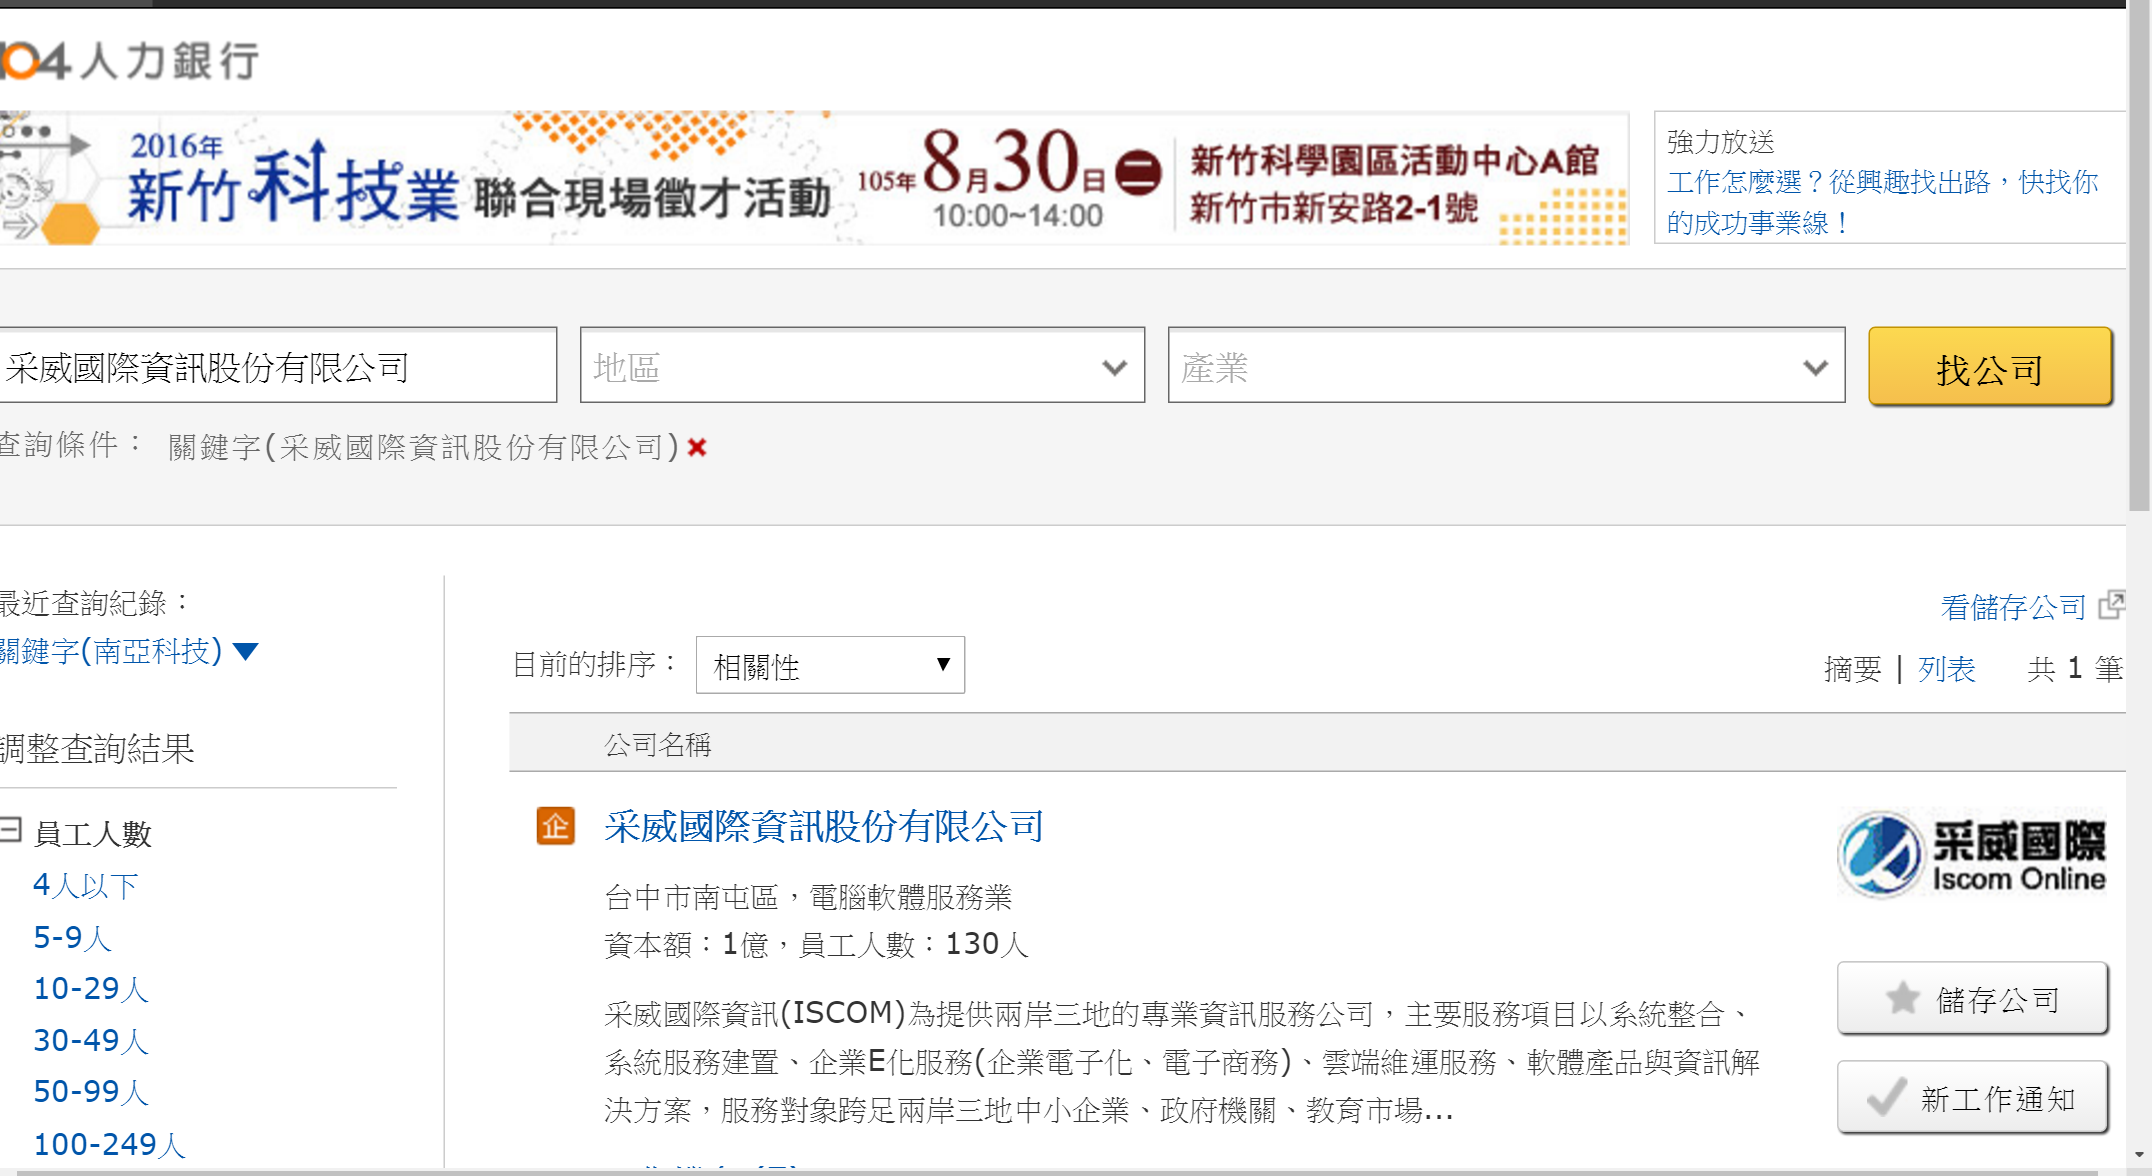 104人力銀行
2016年
新竹科技業 聯合現場徵才活動
105年8月30日 二
10:00~14:00
新竹科學園區活動中心A館
新竹市新安路2-1號
強力放送
工作怎麼選？從興趣找出路，快找你
的成功事業線！
采威國際資訊股份有限公司
地區
產業
找公司
查詢條件： 關鍵字(采威國際資訊股份有限公司)
最近查詢紀錄：
關鍵字(南亞科技)
調整查詢結果
員工人數
4人以下
5-9人
10-29人
30-49人
50-99人
100-249人
看儲存公司
目前的排序： 相關性
摘要 | 列表 共 1 筆
公司名稱
企 采威國際資訊股份有限公司
台中市南屯區，電腦軟體服務業
資本額：1億，員工人數：130人
采威國際資訊(ISCOM)為提供兩岸三地的專業資訊服務公司，主要服務項目以系統整合、
系統服務建置、企業E化服務(企業電子化、電子商務)、雲端維運服務、軟體產品與資訊解
決方案，服務對象跨足兩岸三地中小企業、政府機關、教育市場...
采威國際
Iscom Online
儲存公司
新工作通知